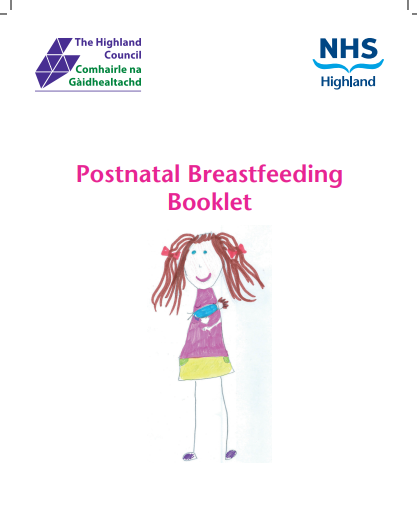 The Highland
Council
Comhairle na
Gàidhealtachd
NHS
Highland
Postnatal Breastfeeding
Booklet